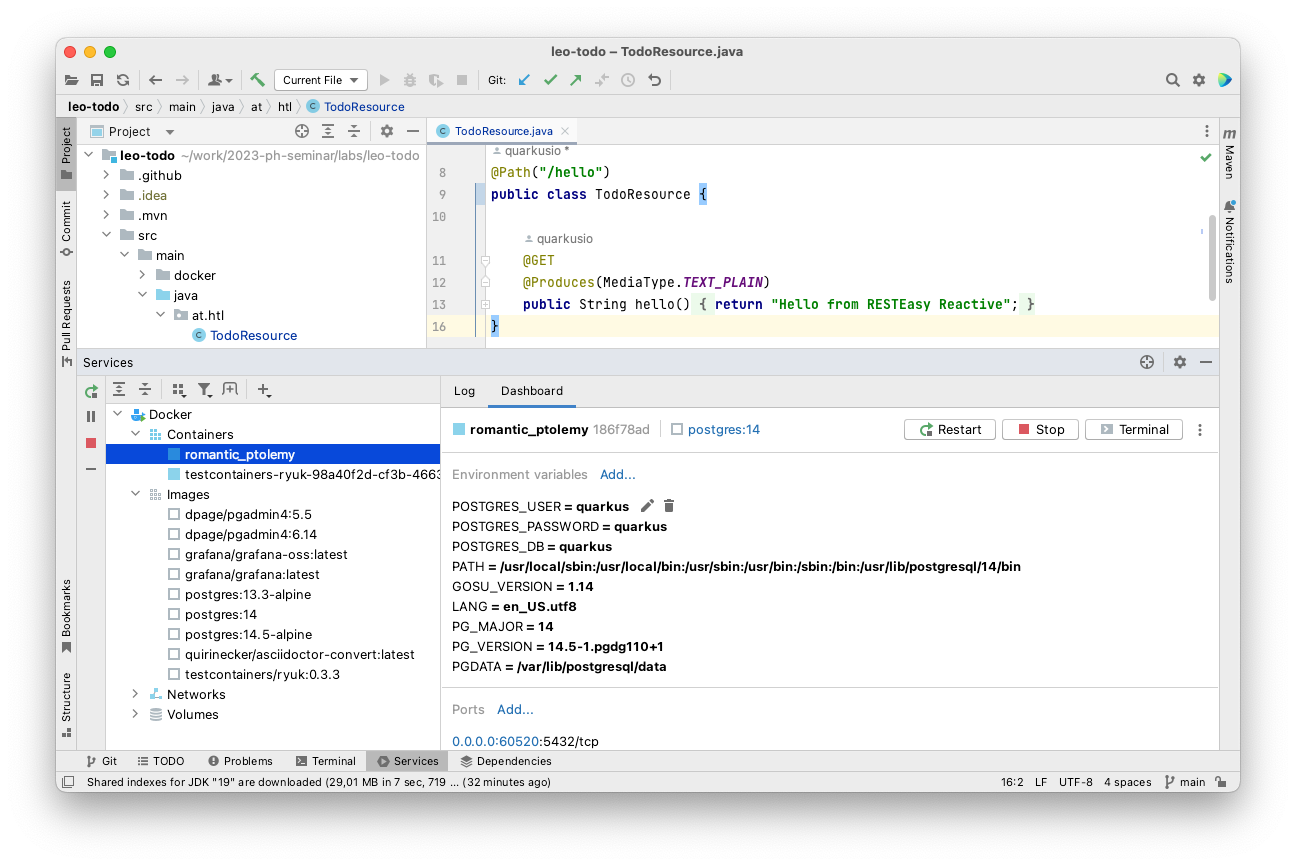 leo-todo – TodoResource.java
Current File
Git:
leo-todo src main java at htl C TodoResource
Project
leo-todo ~/work/2023-ph-seminar/labs/leo-todo
.github
.idea
.mvn
src
main
docker
java
at.htl
C TodoResource
C TodoResource.java
quarkusio *
8 @Path("/hello")
9 public class TodoResource {
10
quarkusio
11 @GET
12 @Produces(MediaType.TEXT_PLAIN)
13 public String hello() { return "Hello from RESTEasy Reactive"; }
16 }
Project
Commit
Pull Requests
Bookmarks
Structure
m Maven
Notifications
Services
Docker
Containers
romantic_ptolemy
testcontainers-ryuk-98a40f2d-cf3b-4663
Images
dpage/pgadmin4:5.5
dpage/pgadmin4:6.14
grafana/grafana-oss:latest
grafana/grafana:latest
postgres:13.3-alpine
postgres:14
postgres:14.5-alpine
quirinecker/asciidoctor-convert:latest
testcontainers/ryuk:0.3.3
Networks
Volumes
Log Dashboard
romantic_ptolemy 186f78ad postgres:14 Restart Stop Terminal
Environment variables Add...
POSTGRES_USER = quarkus
POSTGRES_PASSWORD = quarkus
POSTGRES_DB = quarkus
PATH = /usr/local/sbin:/usr/local/bin:/usr/sbin:/usr/bin:/sbin:/bin:/usr/lib/postgresql/14/bin
GOSU_VERSION = 1.14
LANG = en_US.utf8
PG_MAJOR = 14
PG_VERSION = 14.5-1.pgdg110+1
PGDATA = /var/lib/postgresql/data
Ports Add...
0.0.0.0:60520:5432/tcp
Git TODO Problems Terminal Services Dependencies
Shared indexes for JDK "19" are downloaded (29,01 MB in 7 sec, 719 ... (32 minutes ago) 16:2 LF UTF-8 4 spaces main